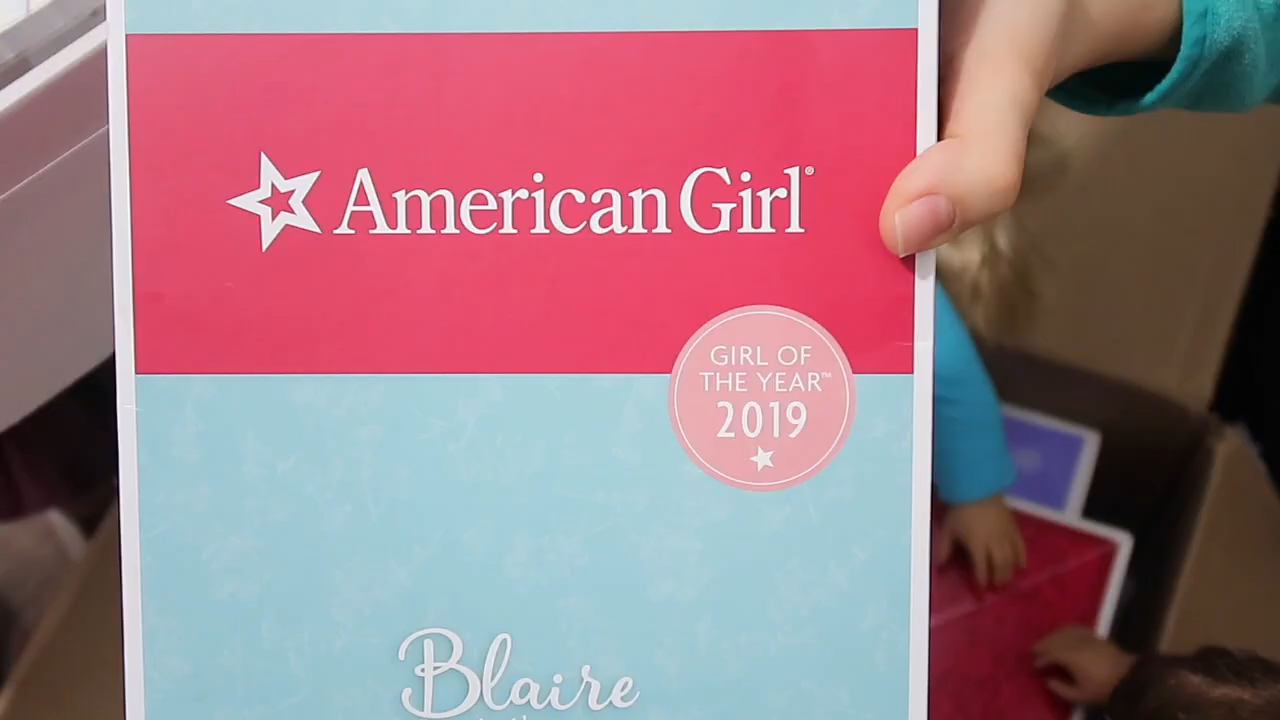 American Girl®
GIRL OF
THE YEAR™
2019
Blaire